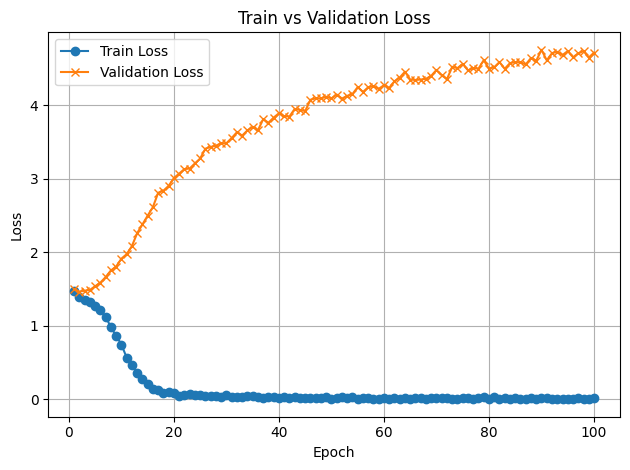 Train vs Validation Loss
Train Loss
Validation Loss
4
3
2
1
0
Loss
0 20 40 60 80 100
Epoch